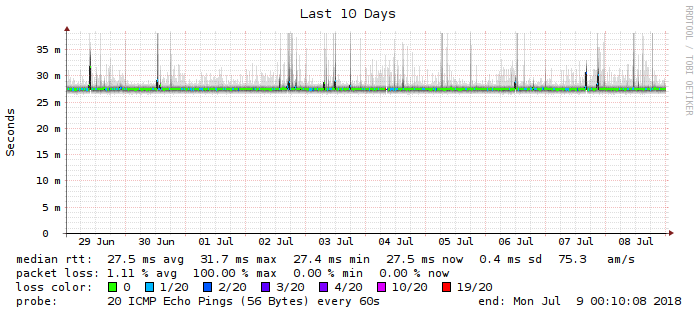 Last 10 Days
RRDTOOL / TOBI OETIKER
Seconds
35 m
30 m
25 m
20 m
15 m
10 m
5 m
0
29 Jun 30 Jun 01 Jul 02 Jul 03 Jul 04 Jul 05 Jul 06 Jul 07 Jul 08 Jul
median rtt: 27.5 ms avg 31.7 ms max 27.4 ms min 27.5 ms now 0.4 ms sd 75.3 am/s
packet loss: 1.11 % avg 100.00 % max 0.00 % min 0.00 % now
loss color: 0 1/20 2/20 3/20 4/20 10/20 19/20
probe: 20 ICMP Echo Pings (56 Bytes) every 60s end: Mon Jul 9 00:10:08 2018